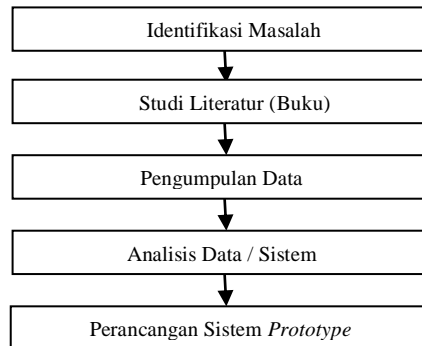 Identifikasi Masalah
Studi Literatur (Buku)
Pengumpulan Data
Analisis Data / Sistem
Perancangan Sistem Prototype